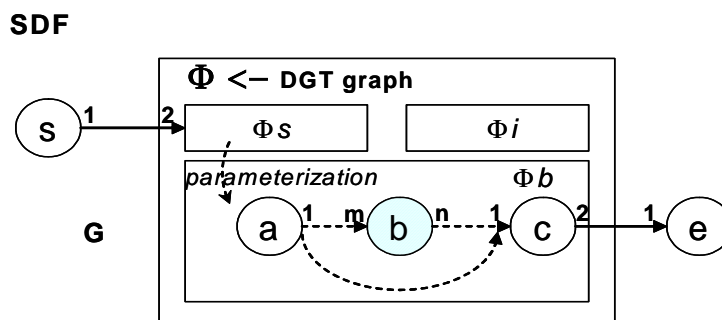 SDF
Φ <– DGT graph
s 1 2 Φs Φi
parameterization Φb
G a 1 m b n 1 c 2 1 e